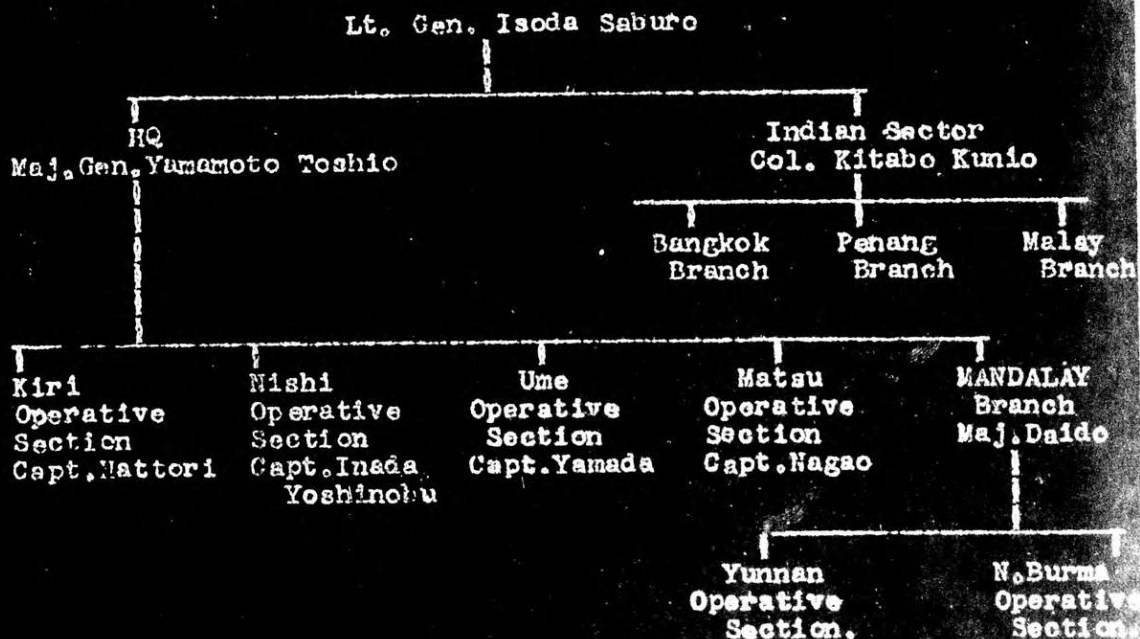 Lt. Gen. Isoda Saburo
HQ
Maj.Gen.Yamamoto Toshio
Indian Sector
Col. Kitabo Kunio
Bangkok
Branch
Penang
Branch
Malay
Branch
Kiri
Operative
Section
Capt.Hattori
Nishi
Operative
Section
Capt.Inada
Yoshinobu
Ume
Operative
Section
Capt.Yamada
Matsu
Operative
Section
Capt.Nagao
MANDALAY
Branch
Maj.Daido
Yunnan
Operative
Section.
N.Burma
Operative
Section.